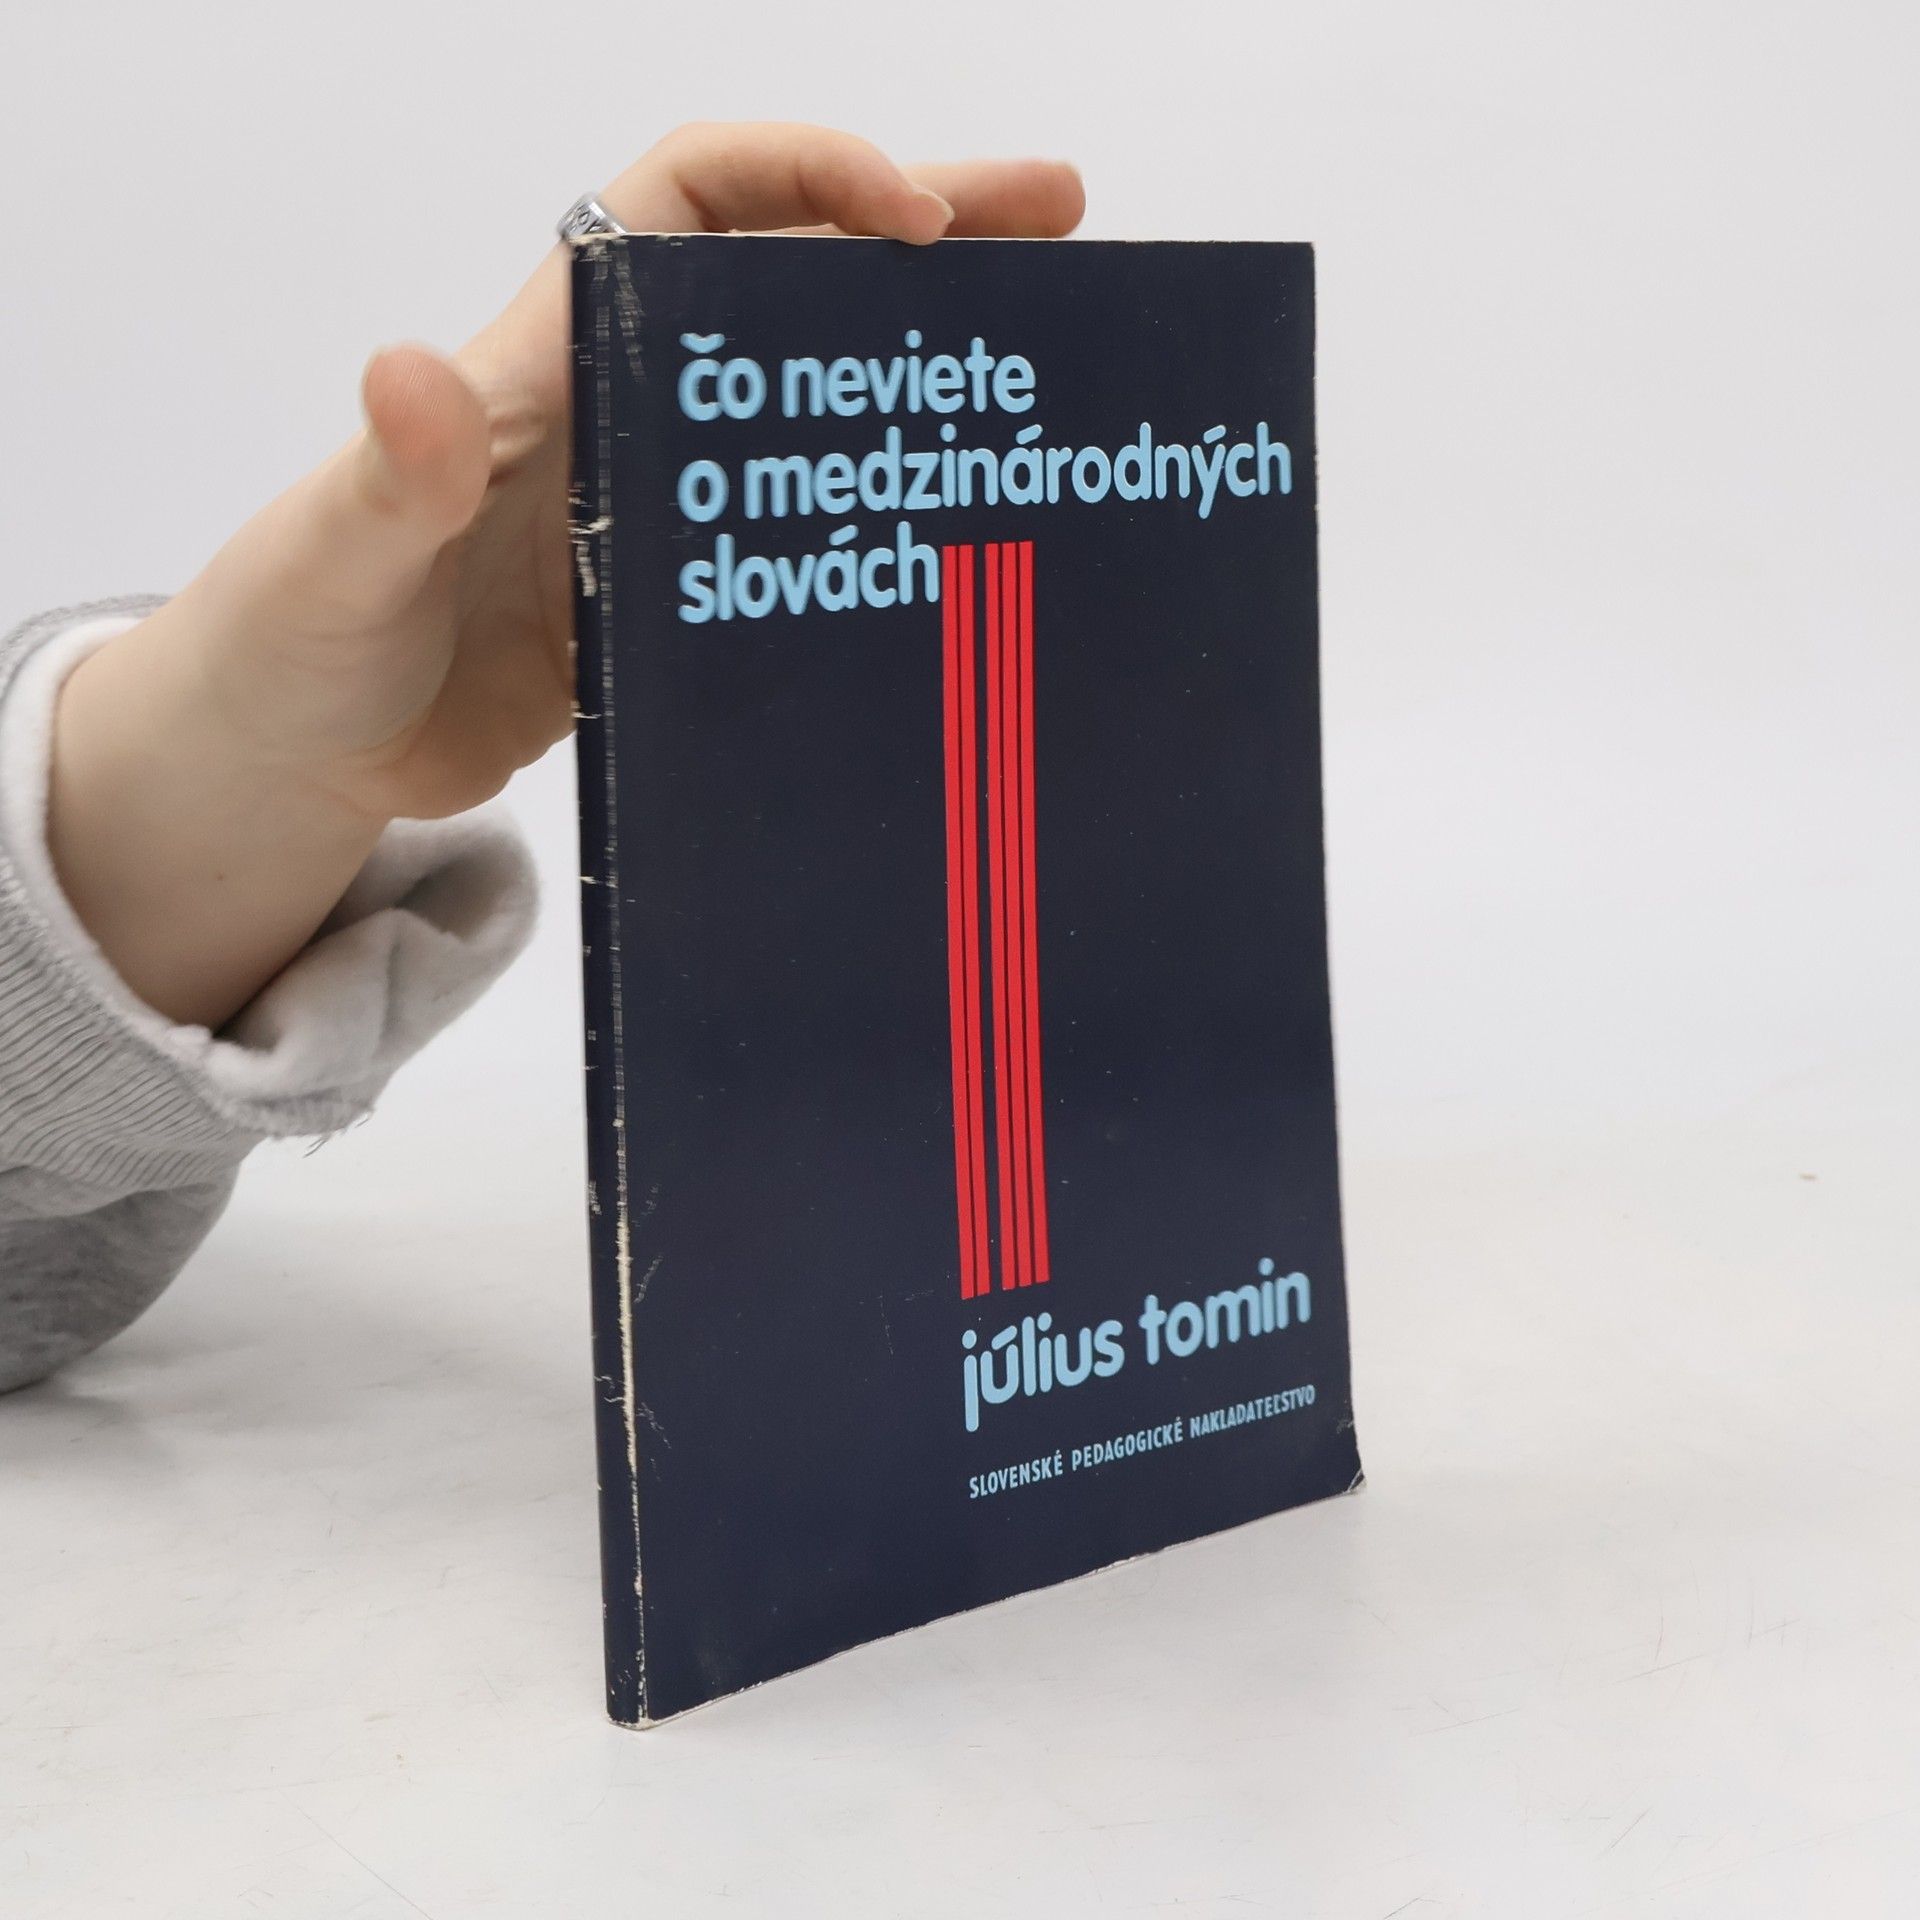 čo neviete
o medzinárodných
slovách
július tomin
SLOVENSKÉ PEDAGOGICKÉ NAKLADATEĽSTVO